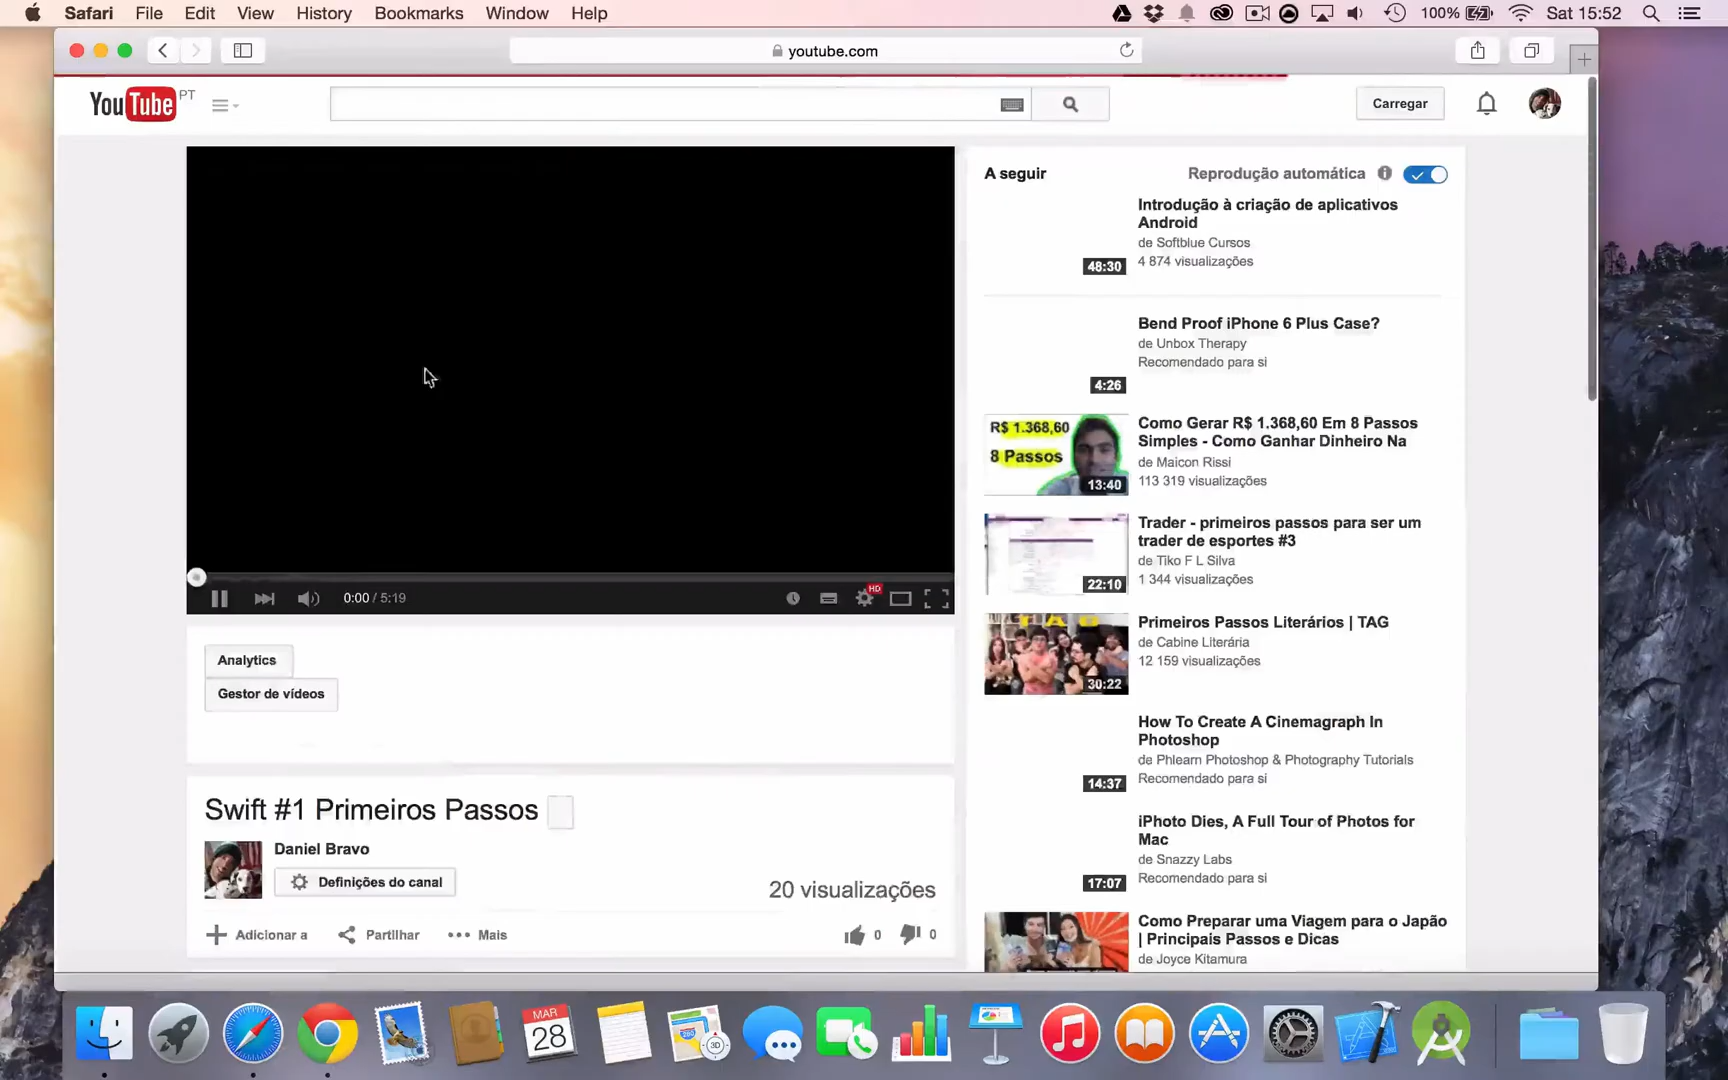 Safari File Edit View History Bookmarks Window Help
100% Sat 15:52
youtube.com
YouTube PT
Carregar
A seguir
Reprodução automática
Introdução à criação de aplicativos
Android
de Softblue Cursos
4 874 visualizações
48:30
Bend Proof iPhone 6 Plus Case?
de Unbox Therapy
Recomendado para si
4:26
R$ 1.368,60
8 Passos
13:40
Como Gerar R$ 1.368,60 Em 8 Passos
Simples - Como Ganhar Dinheiro Na
de Maicon Rissi
113 319 visualizações
Trader - primeiros passos para ser um
trader de esportes #3
de Tiko F L Silva
1 344 visualizações
22:10
TAG
Primeiros Passos Literários | TAG
de Cabine Literária
12 159 visualizações
30:22
How To Create A Cinemagraph In
Photoshop
de Phlearn Photoshop & Photography Tutorials
Recomendado para si
14:37
iPhoto Dies, A Full Tour of Photos for
Mac
de Snazzy Labs
Recomendado para si
17:07
Como Preparar uma Viagem para o Japão
| Principais Passos e Dicas
de Joyce Kitamura
0:00 / 5:19
HD
Analytics
Gestor de vídeos
Swift #1 Primeiros Passos
Daniel Bravo
Definições do canal
20 visualizações
Adicionar a
Partilhar
Mais
0
0
MAR
28
3D